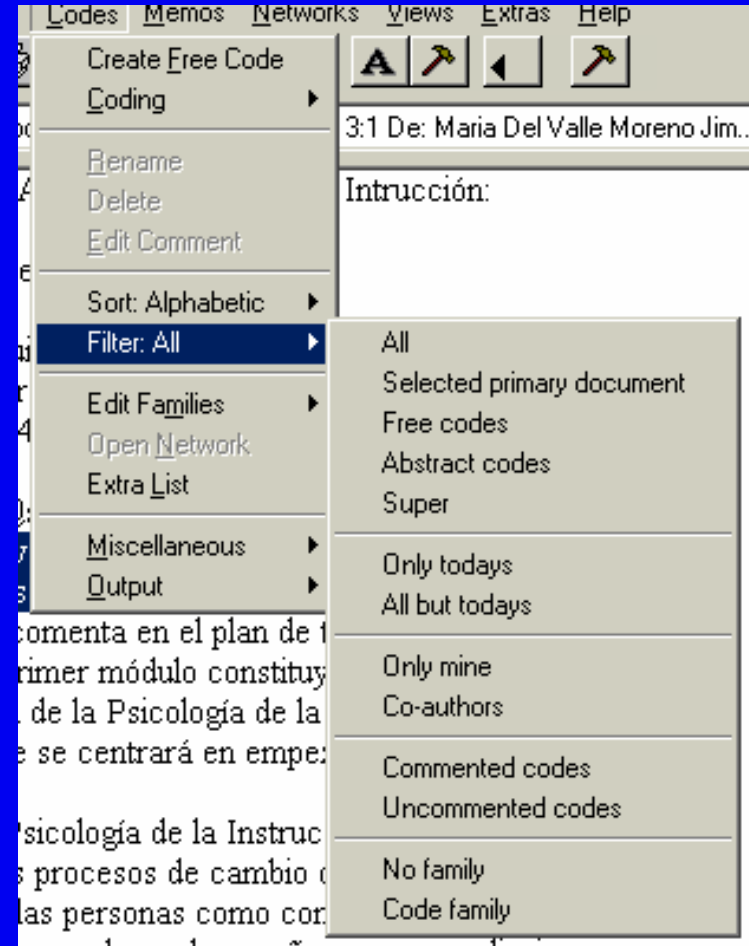 Codes Memos Networks Views Extras Help
Create Free Code
Coding
3:1 De: Maria Del Valle Moreno Jim..
Rename
Intrucción:
Delete
Edit Comment
Sort: Alphabetic
Filter: All
All
Selected primary document
Edit Families
Free codes
Open Network
Abstract codes
Extra List
Super
Miscellaneous
Only todays
Output
All but todays
comenta en el plan de
rimer módulo constituy
Only mine
de la Psicología de la
Co-authors
e se centrará en empe
Commented codes
Uncommented codes
Psicología de la Instruc
s procesos de cambio
No family
las personas como con
Code family